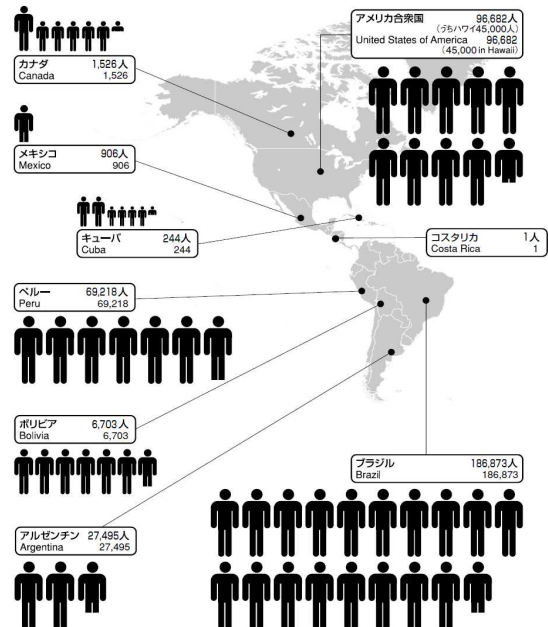 カナダ 1,526人
Canada 1,526
アメリカ合衆国 96,682人
(うちハワイ45,000人)
United States of America 96,682
(45,000 in Hawaii)
メキシコ 906人
Mexico 906
キューバ 244人
Cuba 244
コスタリカ 1人
Costa Rica 1
ペルー 69,218人
Peru 69,218
ボリビア 6,703人
Bolivia 6,703
ブラジル 186,873人
Brazil 186,873
アルゼンチン 27,495人
Argentina 27,495